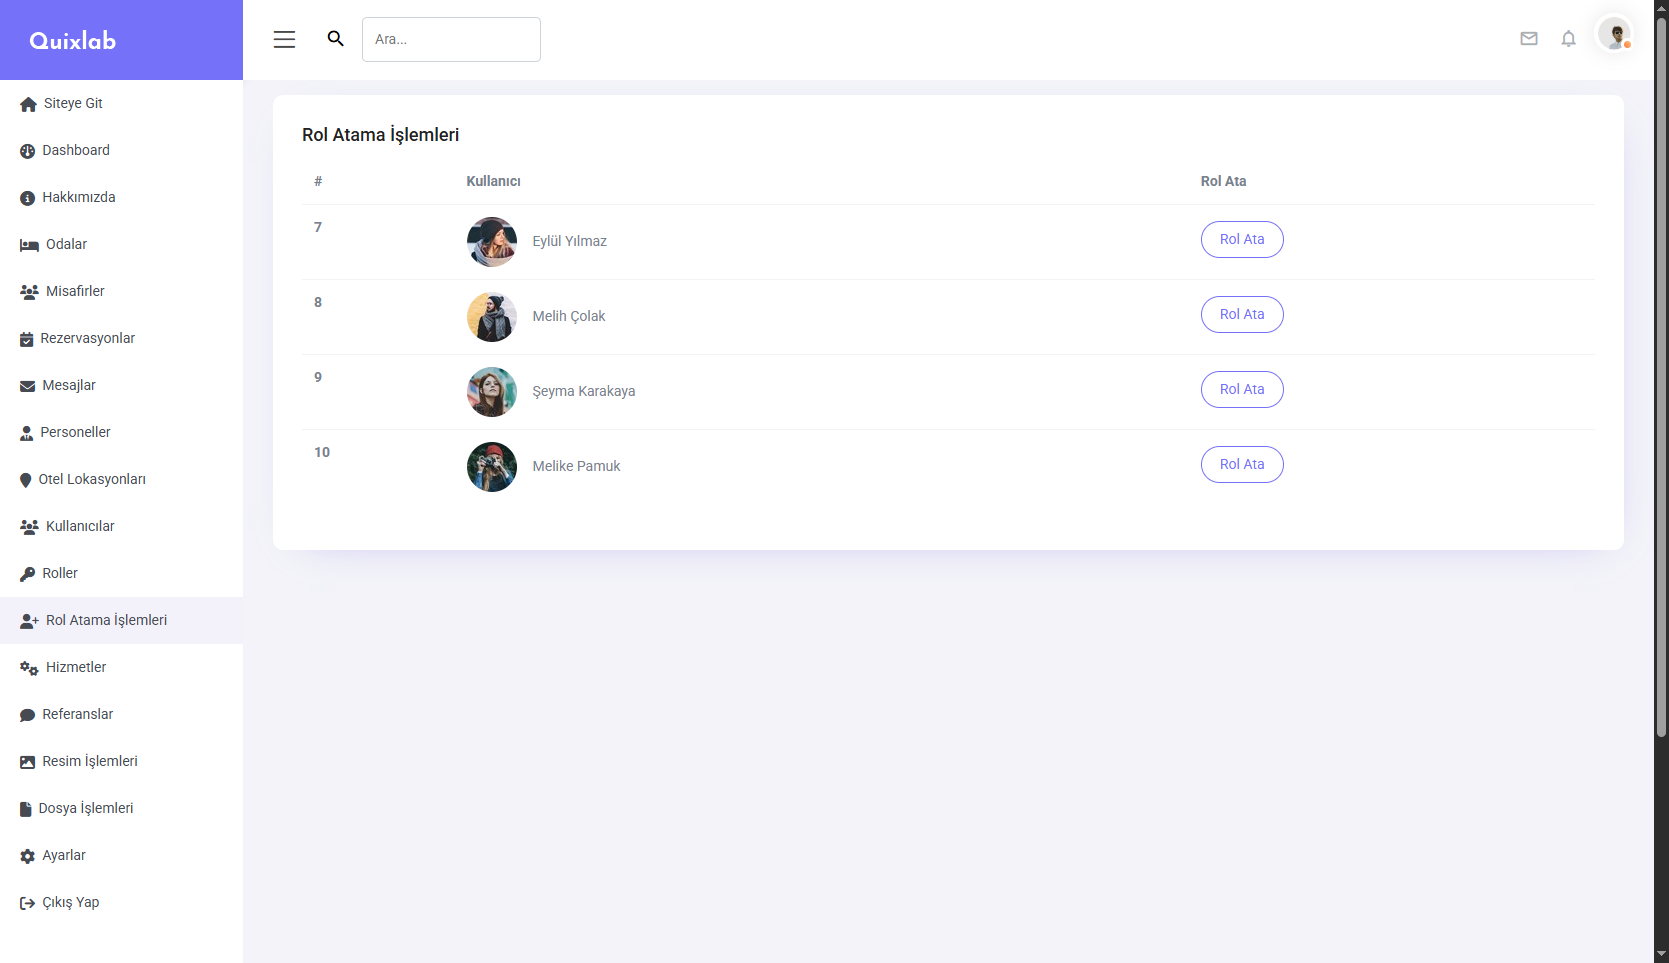 Quixlab
Ara...
Siteye Git
Dashboard
Hakkımızda
Odalar
Misafirler
Rezervasyonlar
Mesajlar
Personeller
Otel Lokasyonları
Kullanıcılar
Roller
Rol Atama İşlemleri
Hizmetler
Referanslar
Resim İşlemleri
Dosya İşlemleri
Ayarlar
Çıkış Yap
Rol Atama İşlemleri
# Kullanıcı Rol Ata
7 Eylül Yılmaz Rol Ata
8 Melih Çolak Rol Ata
9 Şeyma Karakaya Rol Ata
10 Melike Pamuk Rol Ata